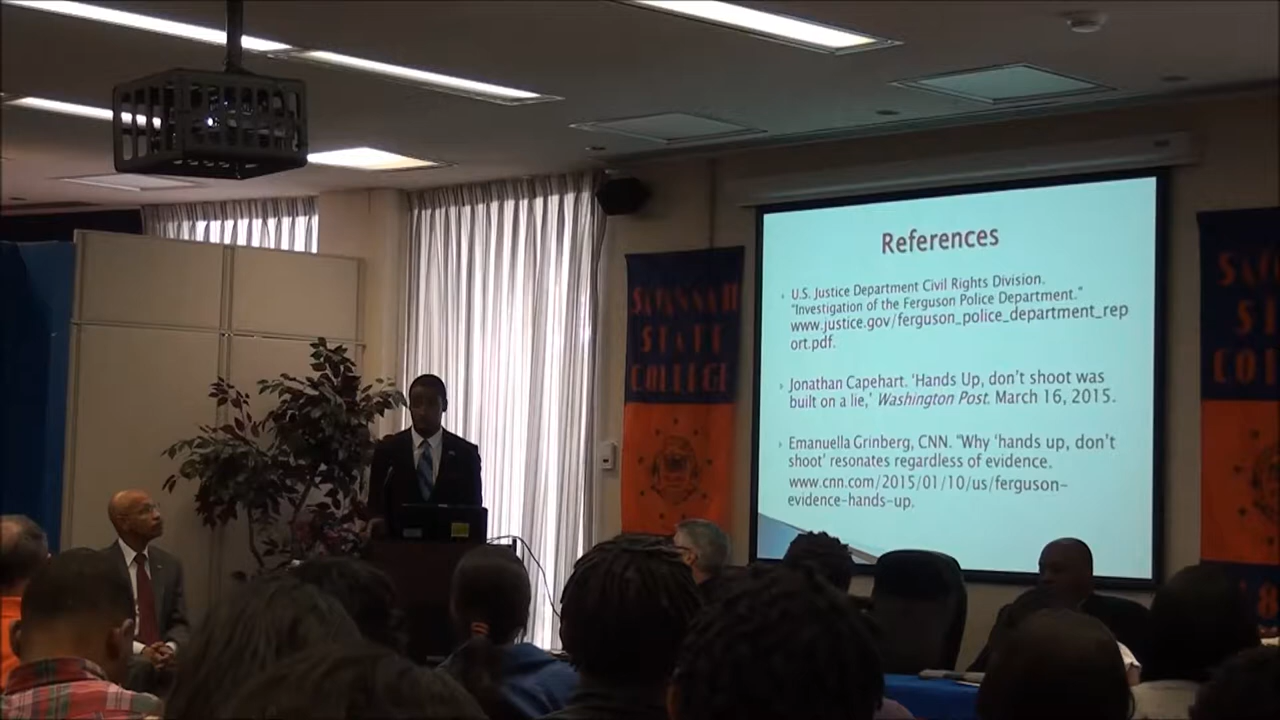 References
U.S. Justice Department Civil Rights Division.
"Investigation of the Ferguson Police Department."
www.justice.gov/ferguson_police_department_rep
ort.pdf.
Jonathan Capehart. 'Hands Up, don't shoot was
built on a lie,' Washington Post. March 16, 2015.
Emanuella Grinberg, CNN. "Why 'hands up, don't
shoot' resonates regardless of evidence.
www.cnn.com/2015/01/10/us/ferguson-
evidence-hands-up.
SAVANNAH
STATE
COLLEGE